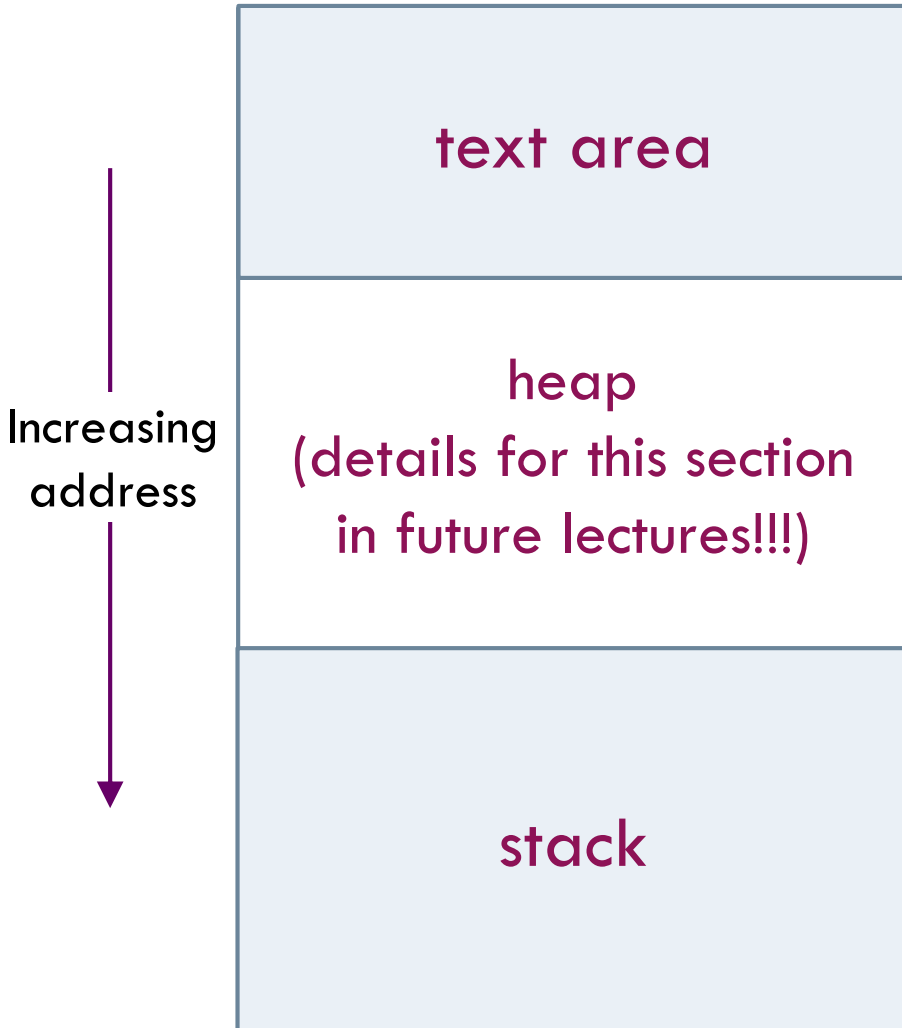 text area
heap
(details for this section
in future lectures!!!)
Increasing
address
stack